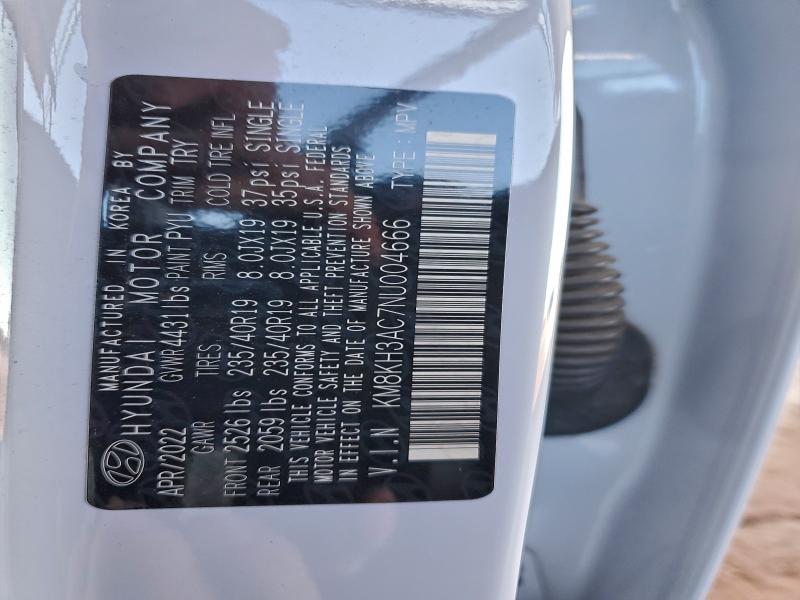 MANUFACTURED IN KOREA BY
HYUNDAI MOTOR COMPANY
APR/2022 GVWR 4431 lbs PAINT PYU TRIM TRY
GAWR TIRES RIMS COLD TIRE INFL
FRONT 2526 lbs 235/40R19 8.0JX19 37psi SINGLE
REAR 2059 lbs 235/40R19 8.0JX19 35psi SINGLE
THIS VEHICLE CONFORMS TO ALL APPLICABLE U.S.A. FEDERAL
MOTOR VEHICLE SAFETY AND THEFT PREVENTION STANDARDS
IN EFFECT ON THE DATE OF MANUFACTURE SHOWN ABOVE
V.I.N KM8KH3AC7NU004666 TYPE : MPV